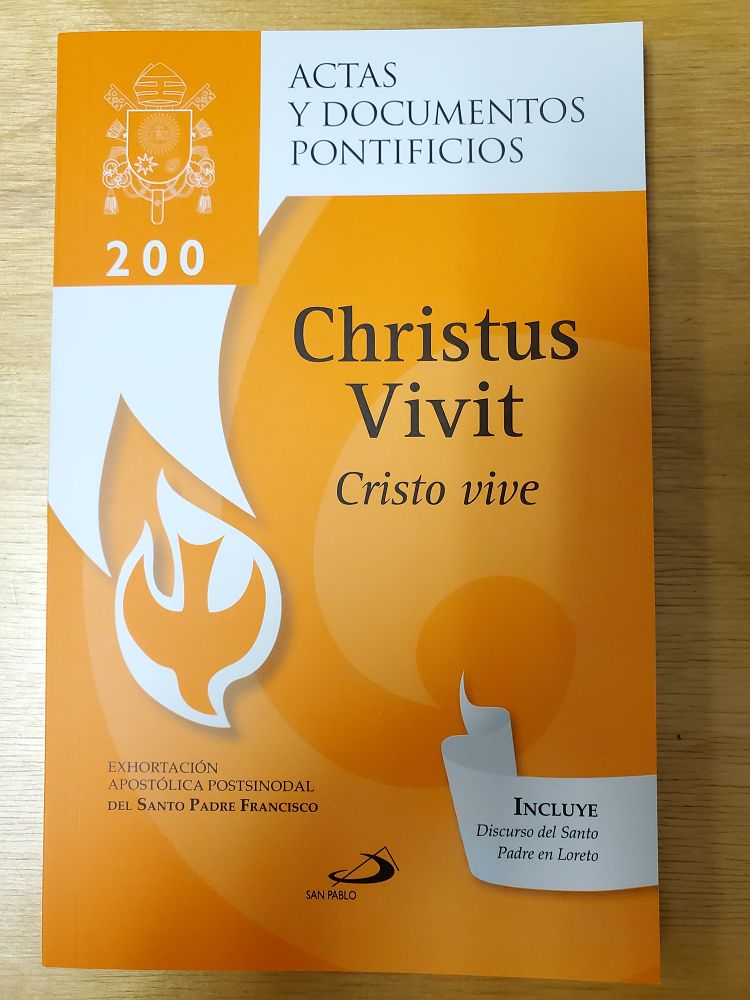 ACTAS
Y DOCUMENTOS
PONTIFICIOS
200
Christus
Vivit
Cristo vive
EXHORTACIÓN
APOSTÓLICA POSTSINODAL
DEL SANTO PADRE FRANCISCO
INCLUYE
Discurso del Santo
Padre en Loreto
SAN PABLO